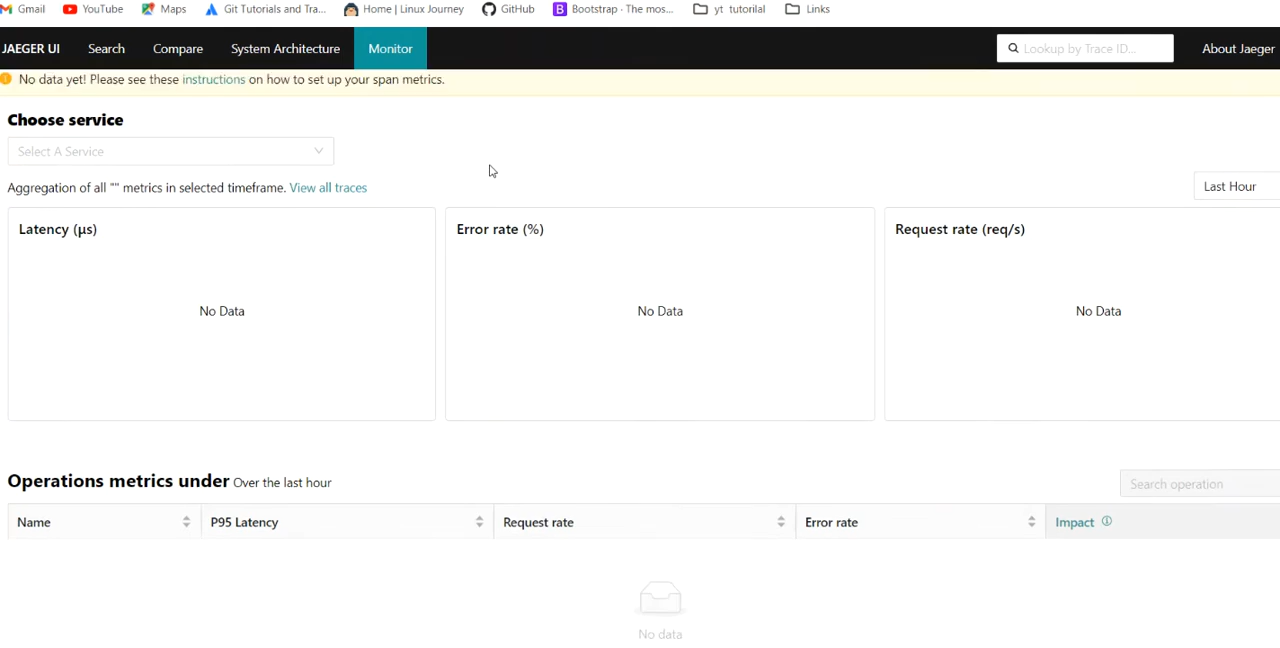 Gmail YouTube Maps Git Tutorials and Tra... Home | Linux Journey GitHub B Bootstrap · The mos... yt tutorilal Links
JAEGER UI Search Compare System Architecture Monitor Lookup by Trace ID... About Jaeger
No data yet! Please see these instructions on how to set up your span metrics.
Choose service
Select A Service
Aggregation of all "" metrics in selected timeframe. View all traces Last Hour
Latency (μs) Error rate (%) Request rate (req/s)
No Data No Data No Data
Operations metrics under Over the last hour Search operation
Name P95 Latency Request rate Error rate Impact
No data